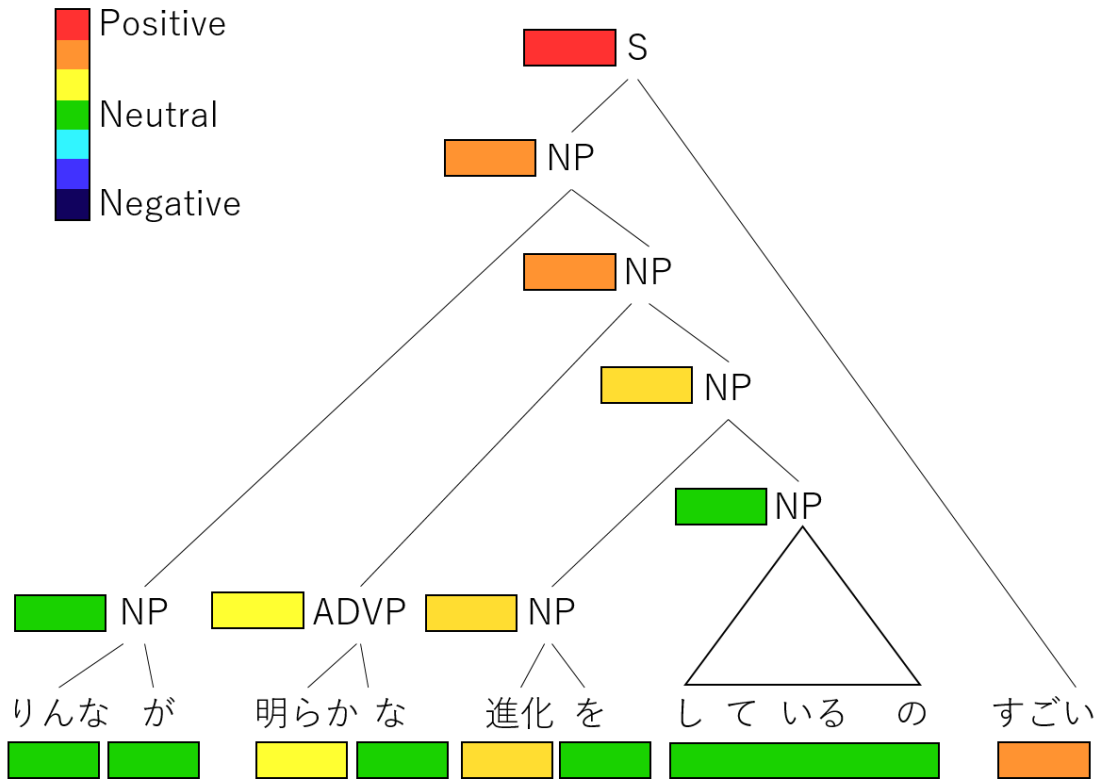 Positive
S
Neutral
NP
Negative
NP
NP
NP
NP ADVP NP
りんな が 明らか な 進化 を し て いる の すごい